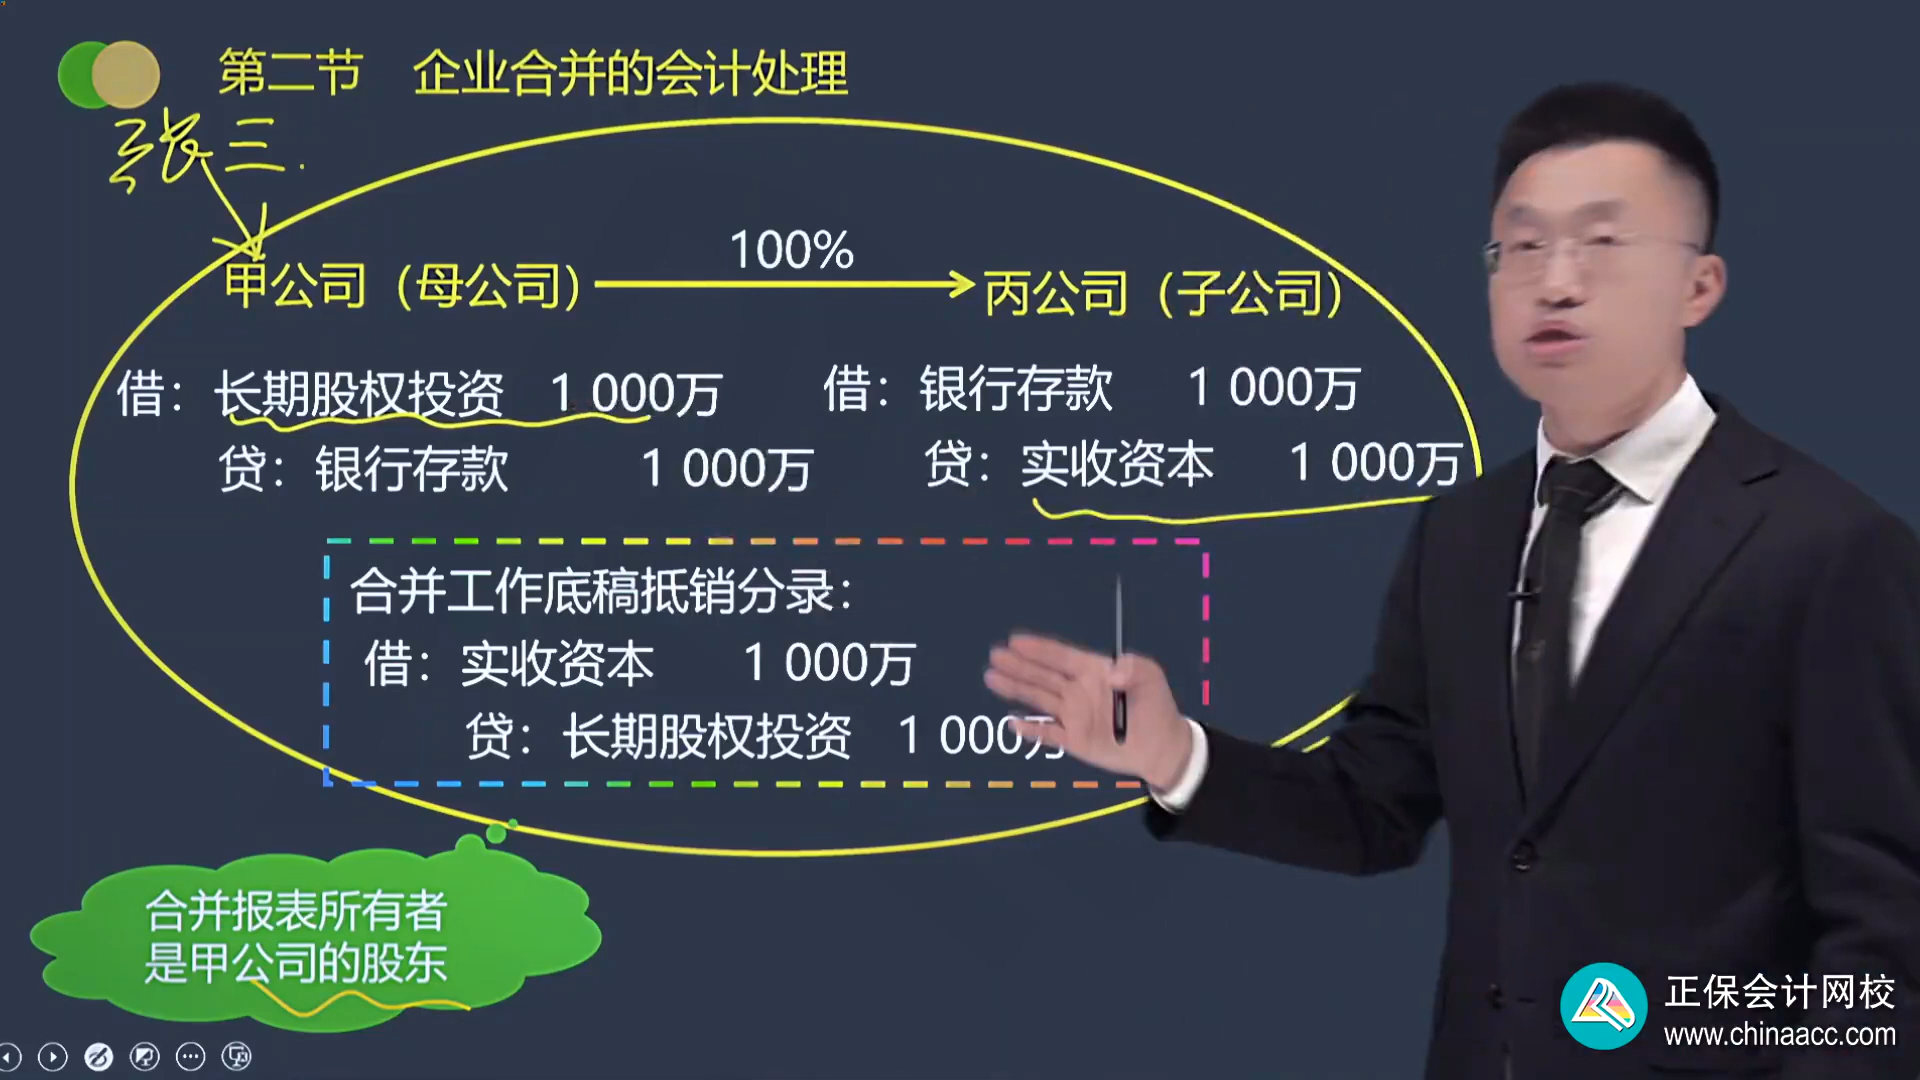 第二节 企业合并的会计处理
张三
100%
甲公司（母公司） 丙公司（子公司）
借：长期股权投资 1 000万 借：银行存款 1 000万
贷：银行存款 1 000万 贷：实收资本 1 000万
合并工作底稿抵销分录：
借：实收资本 1 000万
贷：长期股权投资 1 000万
合并报表所有者
是甲公司的股东
正保会计网校
www.chinaacc.com